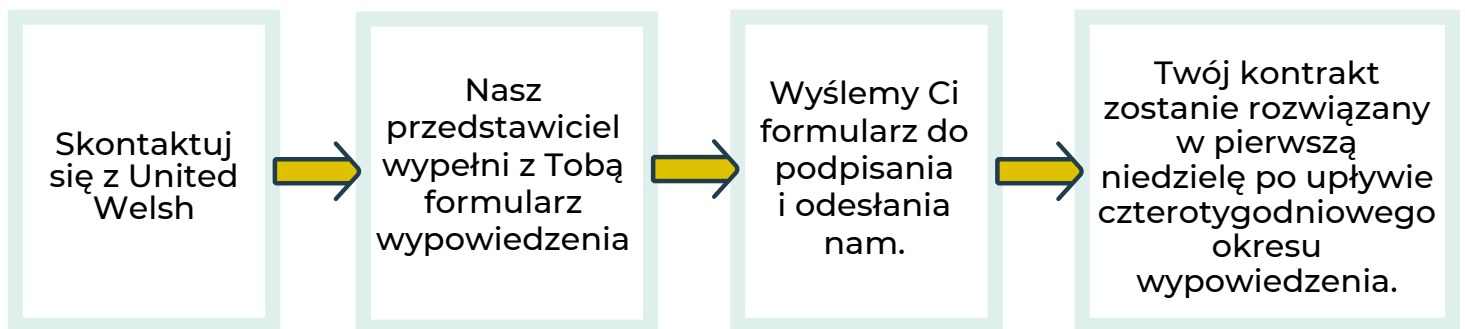 Skontaktuj
się z United
Welsh
Nasz
przedstawiciel
wypełni z Tobą
formularz
wypowiedzenia
Wyślemy Ci
formularz do
podpisania
i odesłania
nam.
Twój kontrakt
zostanie rozwiązany
w pierwszą
niedzielę po upływie
czterotygodniowego
okresu
wypowiedzenia.